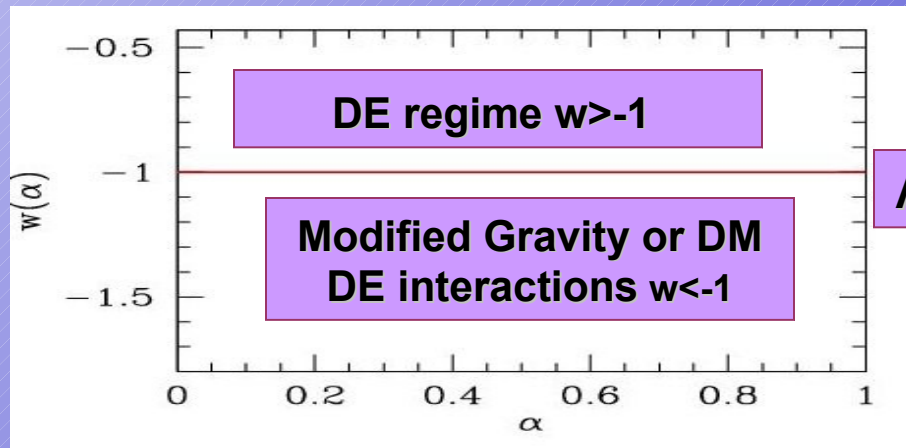 −0.5
DE regime w>-1
−1
w(α)
Modified Gravity or DM
DE interactions w<-1
−1.5
0 0.2 0.4 0.6 0.8 1
α